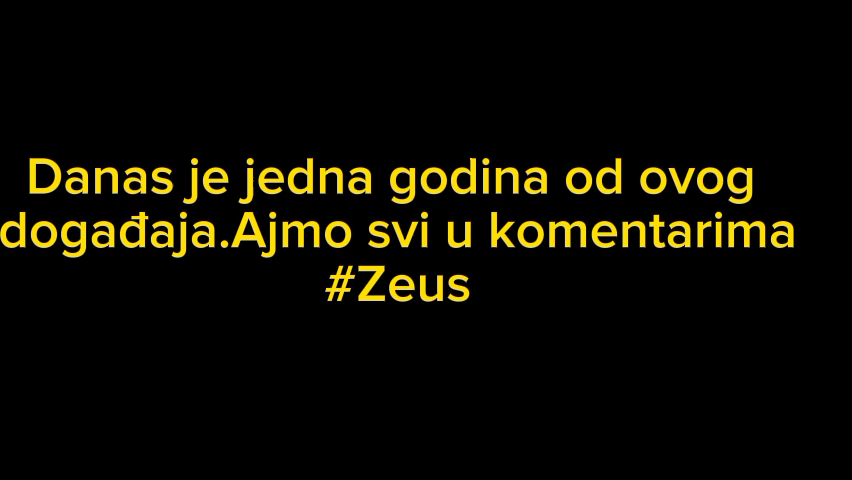 Danas je jedna godina od ovog
događaja.Ajmo svi u komentarima
#Zeus